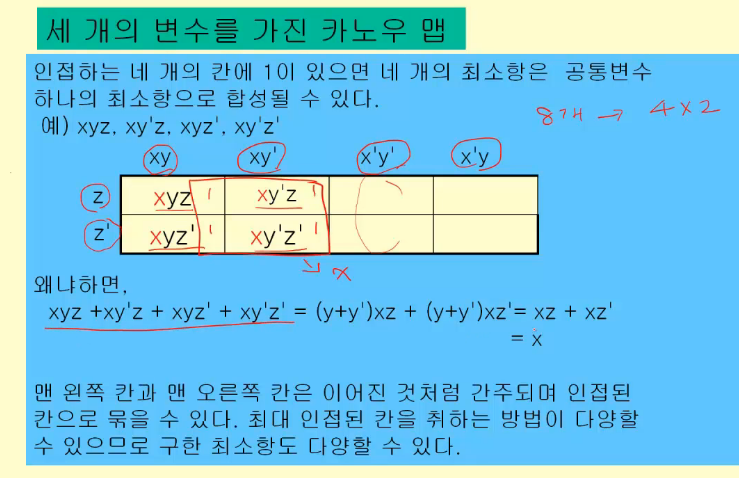 세 개의 변수를 가진 카노우 맵
인접하는 네 개의 칸에 1이 있으면 네 개의 최소항은 공통변수
하나의 최소항으로 합성될 수 있다.
8개 → 4 x 2
예) xyz, xy'z, xyz', xy'z'
xy xy' x'y' x'y
z xyz 1 xy'z 1
z' xyz' 1 xy'z' 1
→ x
왜냐하면,
xyz +xy'z + xyz' + xy'z' = (y+y')xz + (y+y')xz'= xz + xz'
= x
맨 왼쪽 칸과 맨 오른쪽 칸은 이어진 것처럼 간주되며 인접된
칸으로 묶을 수 있다. 최대 인접된 칸을 취하는 방법이 다양할
수 있으므로 구한 최소항도 다양할 수 있다.